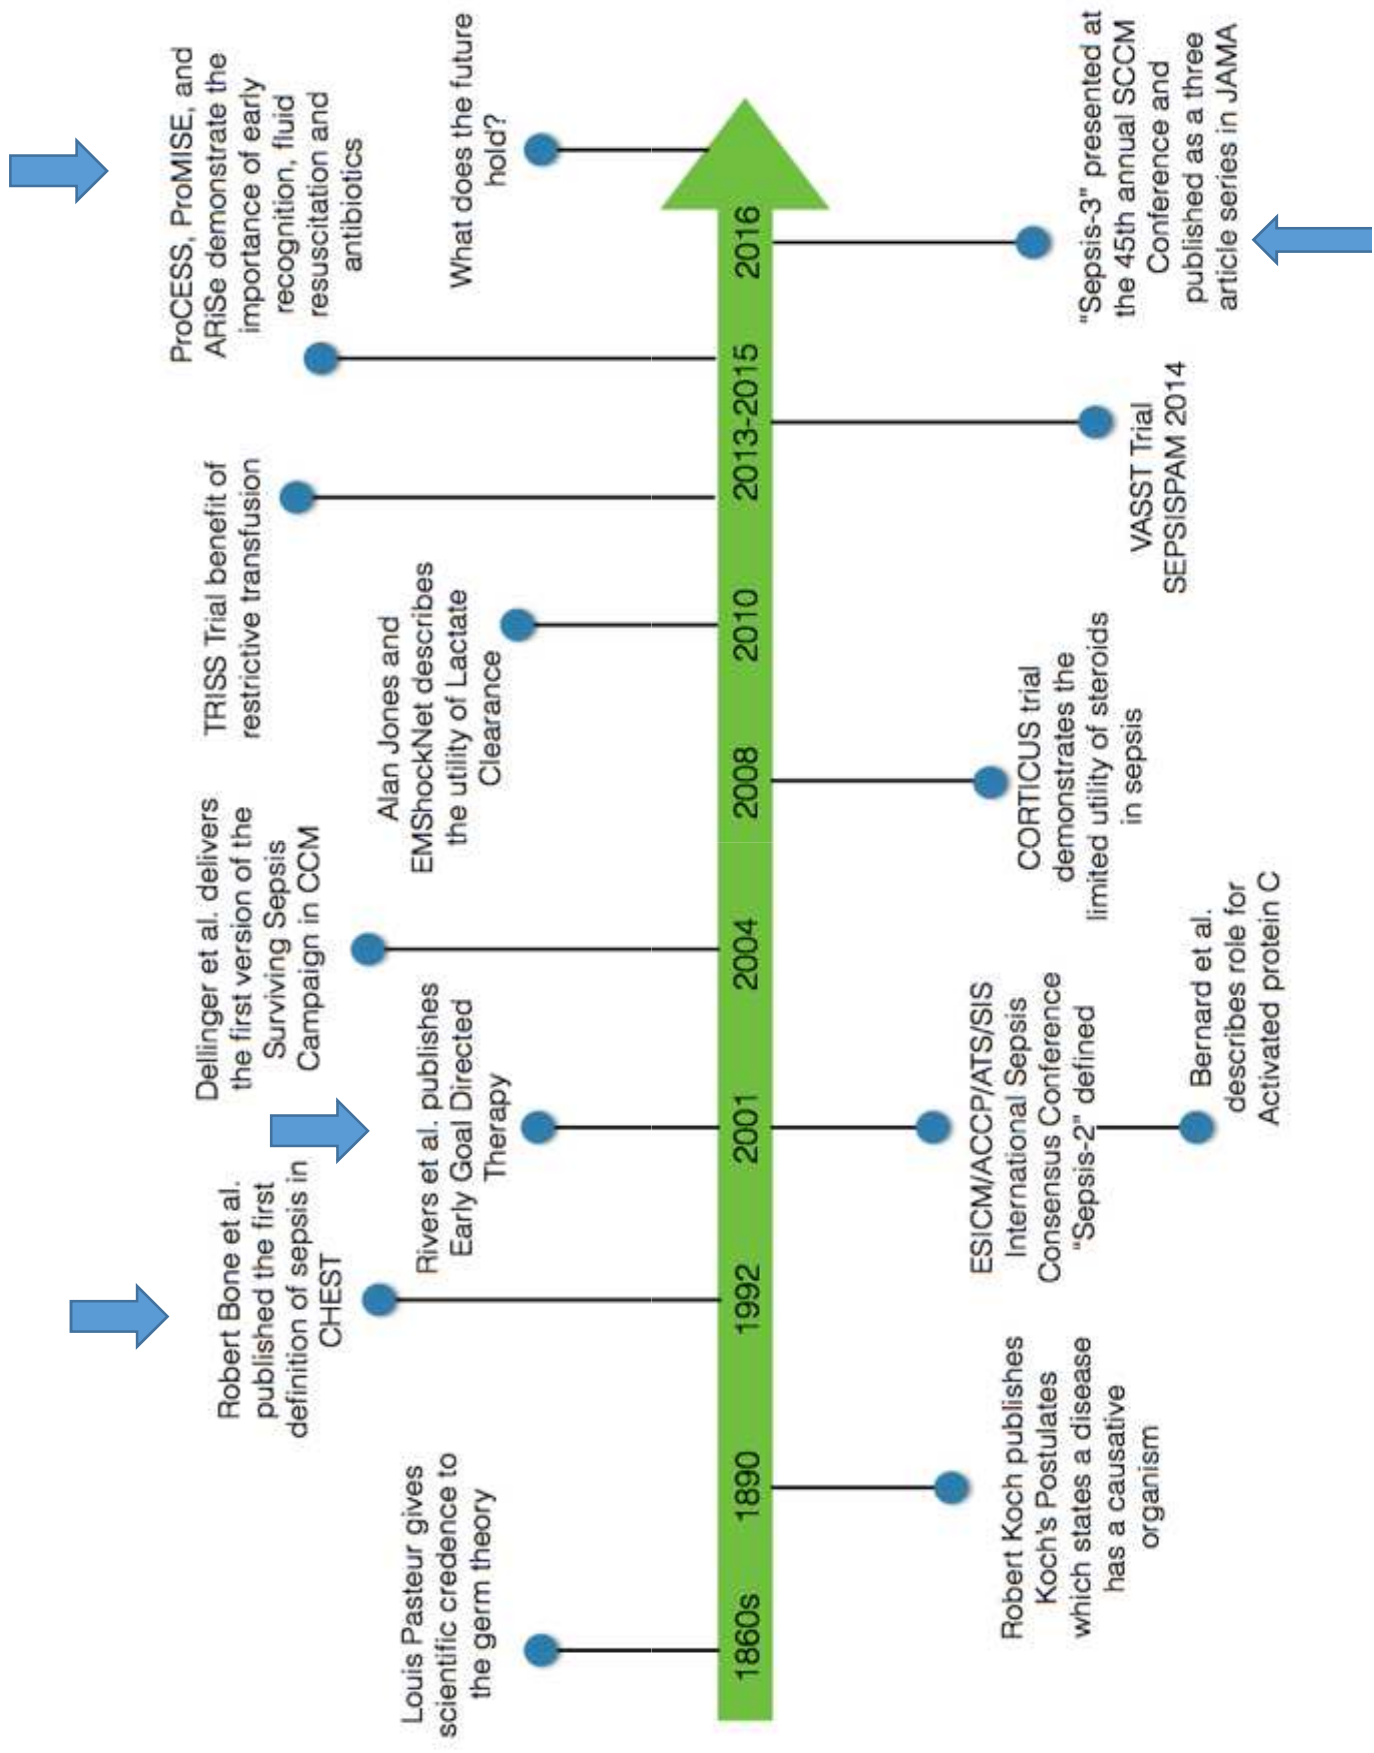 Louis Pasteur gives
scientific credence to
the germ theory
Robert Bone et al.
published the first
definition of sepsis in
CHEST
Rivers et al. publishes
Early Goal Directed
Therapy
Dellinger et al. delivers
the first version of the
Surviving Sepsis
Campaign in CCM
Alan Jones and
EMShockNet describes
the utility of Lactate
Clearance
TRISS Trial benefit of
restrictive transfusion
ProCESS, ProMISE, and
ARiSe demonstrate the
importance of early
recognition, fluid
resuscitation and
antibiotics
What does the future
hold?
1860s
1890
1992
2001
2004
2008
2010
2013-2015
2016
Robert Koch publishes
Koch's Postulates
which states a disease
has a causative
organism
ESICM/ACCP/ATS/SIS
International Sepsis
Consensus Conference
"Sepsis-2" defined
Bernard et al.
describes role for
Activated protein C
CORTICUS trial
demonstrates the
limited utility of steroids
in sepsis
VASST Trial
SEPSISPAM 2014
"Sepsis-3" presented at
the 45th annual SCCM
Conference and
published as a three
article series in JAMA